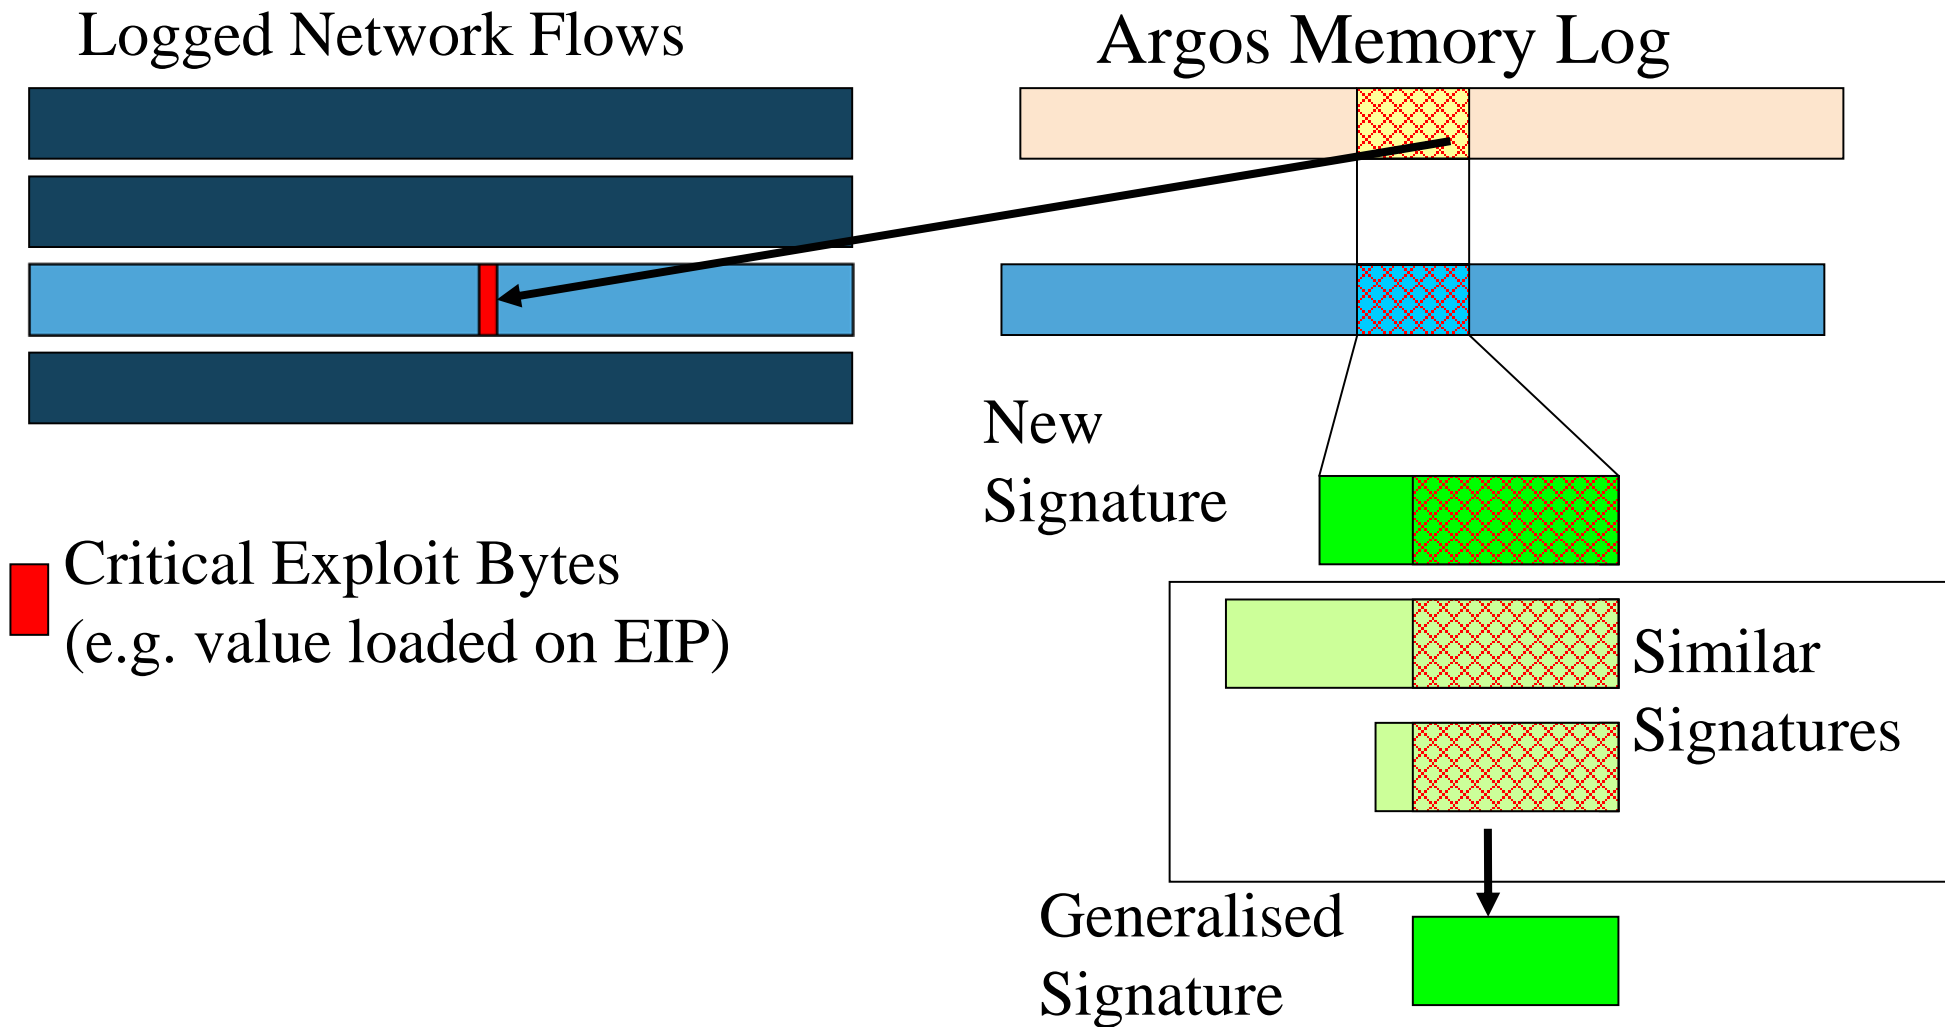 Logged Network Flows
Argos Memory Log
New
Signature
Critical Exploit Bytes
(e.g. value loaded on EIP)
Similar
Signatures
Generalised
Signature